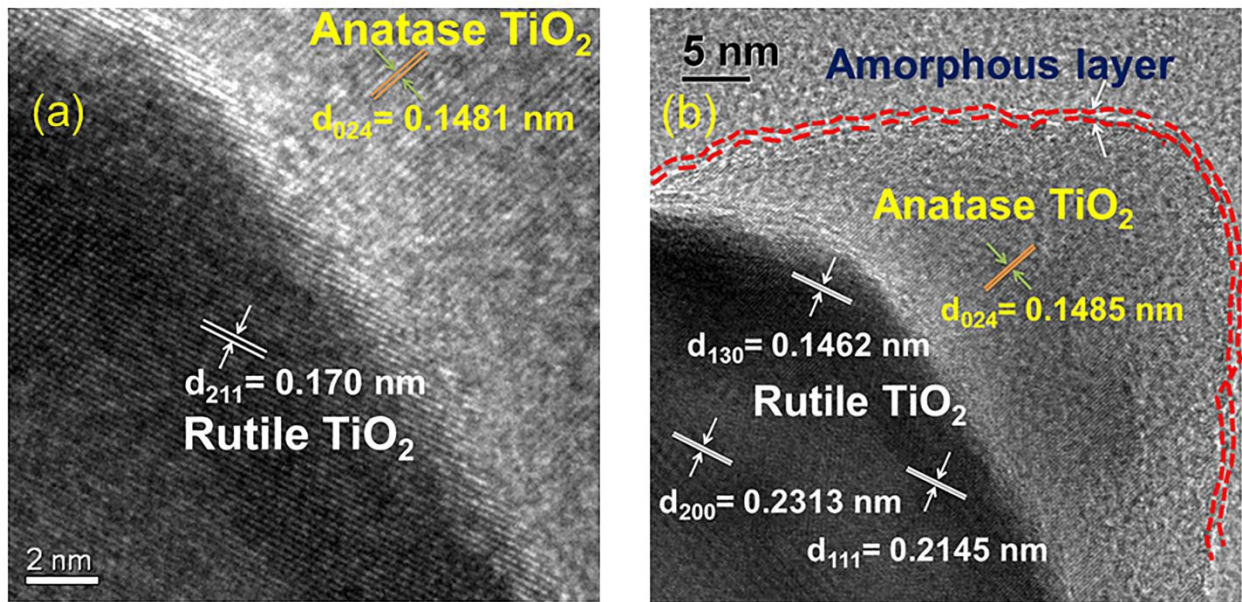 Anatase TiO₂
(a)
d₀₂₄= 0.1481 nm
d₂₁₁= 0.170 nm
Rutile TiO₂
2 nm
5 nm
Amorphous layer
(b)
Anatase TiO₂
d₀₂₄= 0.1485 nm
d₁₃₀= 0.1462 nm
Rutile TiO₂
d₂₀₀= 0.2313 nm
d₁₁₁= 0.2145 nm